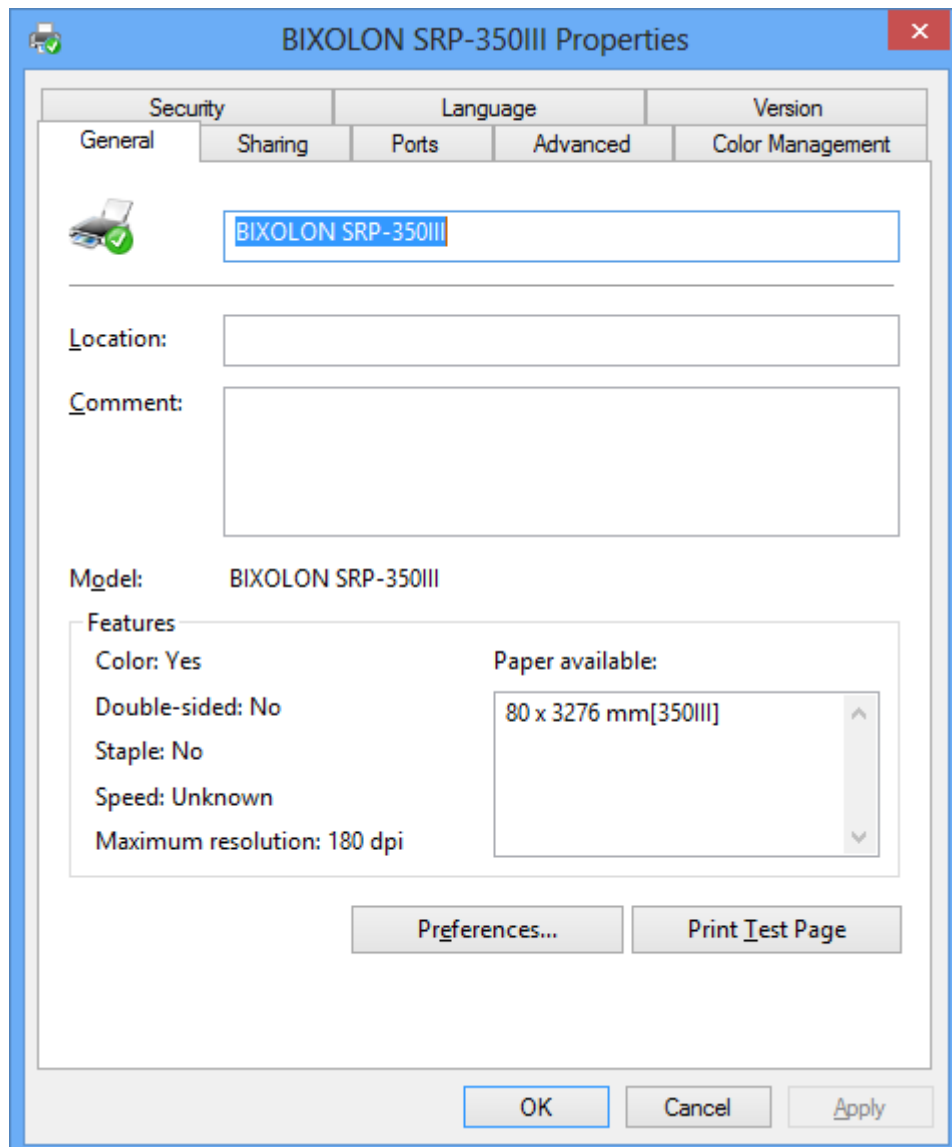 BIXOLON SRP-350III Properties
Security Language Version
General Sharing Ports Advanced Color Management
BIXOLON SRP-350III
Location:
Comment:
Model: BIXOLON SRP-350III
Features
Color: Yes
Double-sided: No
Staple: No
Speed: Unknown
Maximum resolution: 180 dpi
Paper available:
80 x 3276 mm[350III]
Preferences... Print Test Page
OK Cancel Apply